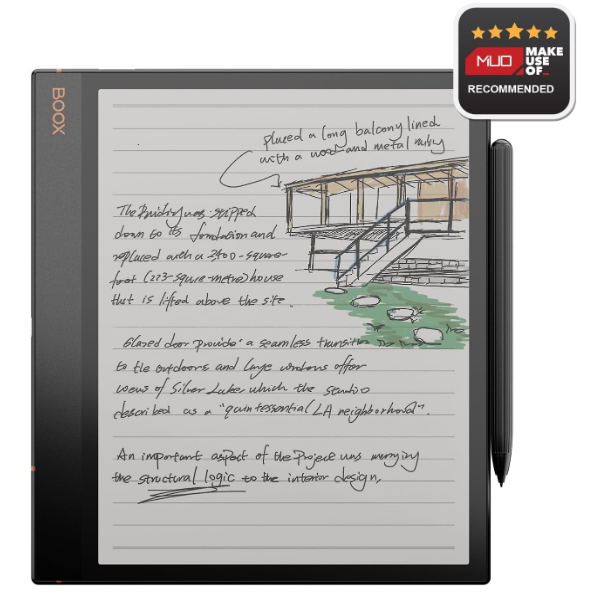 MUO
MAKE
USE
OF_
RECOMMENDED
BOOX
placed a long balcony lined
with a wood and metal railing
The Building was stripped
down to its foundation and
replaced with a 2400-square-
foot (223-square-metre) house
that is lifted above the site.
Glazed door provide a seamless transition
to the outdoors and large windows offer
views of Silver Lake which the studio
described as a "quintessential LA neighborhood".
An important aspect of the Project was marrying
the structural logic to the interior design,